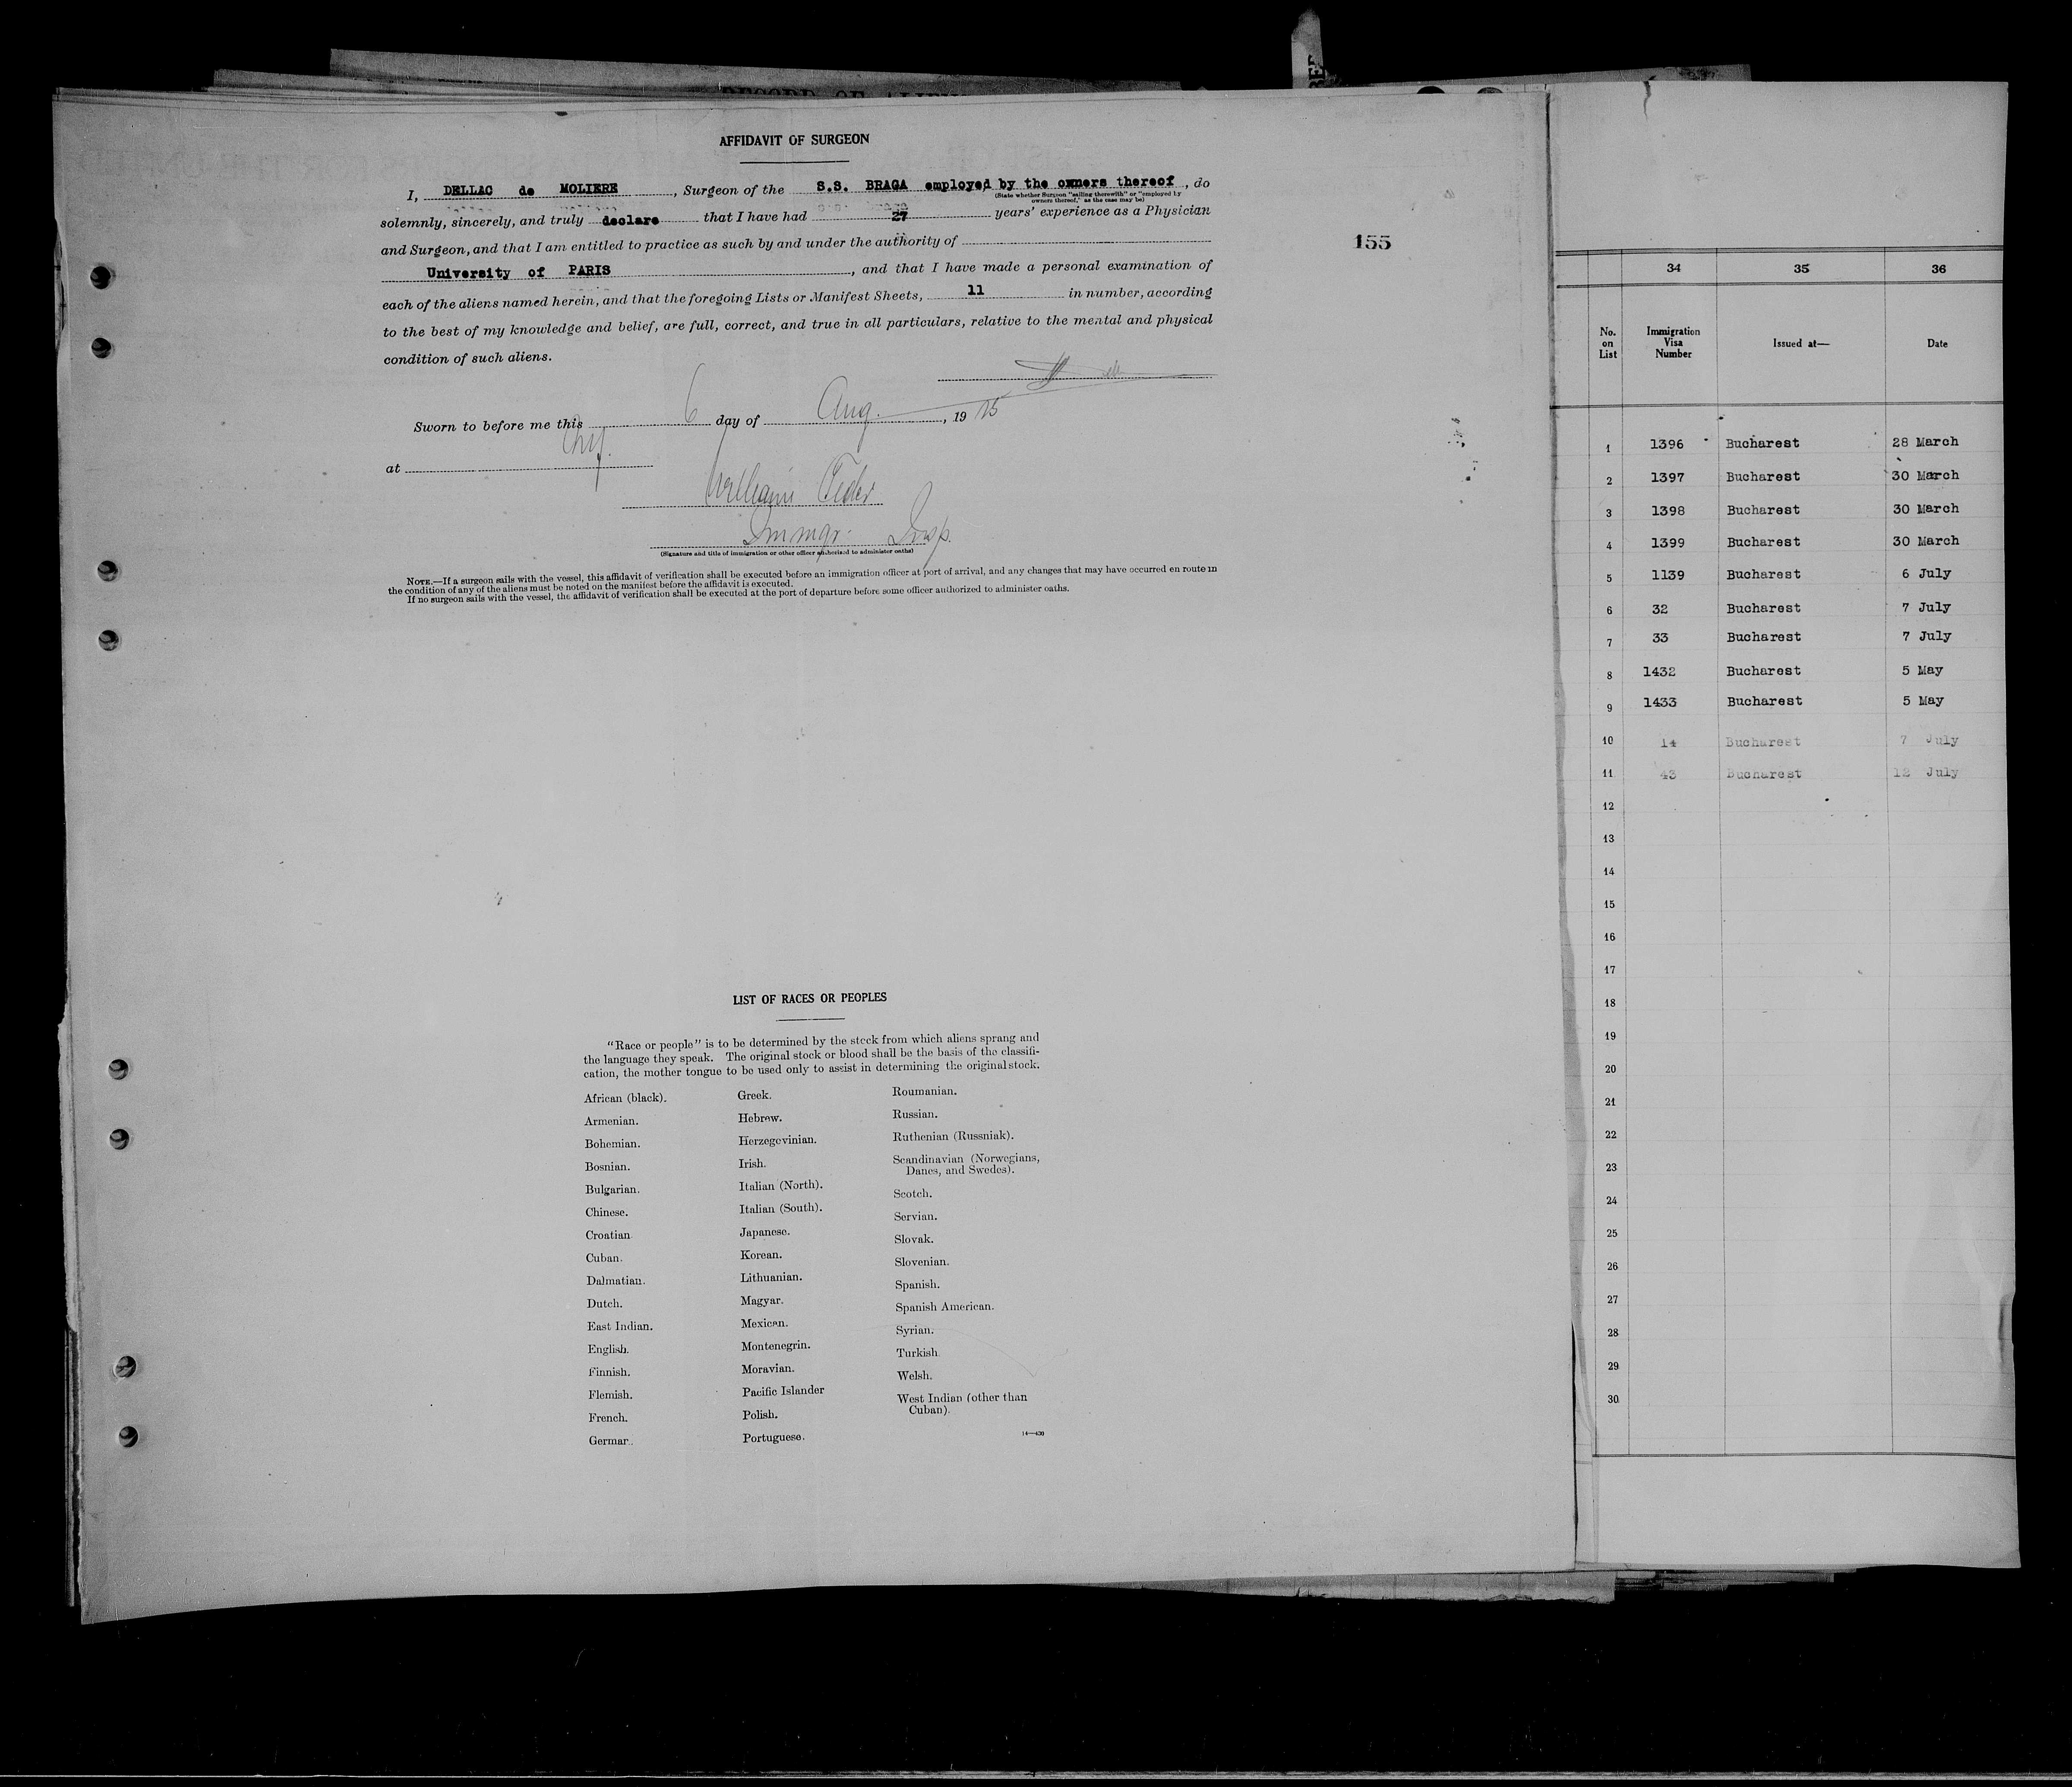 AFFIDAVIT OF SURGEON
I, DELLAC de MOLIERE, Surgeon of the S.S. BRAGA employed by the owners thereof, do
(State whether Surgeon "sailing therewith" or "employed by
owners thereof," as the case may be)
solemnly, sincerely, and truly declare that I have had 27 years' experience as a Physician
and Surgeon, and that I am entitled to practice as such by and under the authority of
University of PARIS, and that I have made a personal examination of
each of the aliens named herein, and that the foregoing Lists or Manifest Sheets, 11 in number, according
to the best of my knowledge and belief, are full, correct, and true in all particulars, relative to the mental and physical
condition of such aliens.
Sworn to before me this 6 day of Aug., 19
at
William
Immgr. Insp.
(Signature and title of immigration or other officer authorized to administer oaths)
NOTE.—If a surgeon sails with the vessel, this affidavit of verification shall be executed before an immigration officer at port of arrival, and any changes that may have occurred en route in
the condition of any of the aliens must be noted on the manifest before the affidavit is executed.
If no surgeon sails with the vessel, the affidavit of verification shall be executed at the port of departure before some officer authorized to administer oaths.
155
LIST OF RACES OR PEOPLES
"Race or people" is to be determined by the stock from which aliens sprang and
the language they speak. The original stock or blood shall be the basis of the classifi-
cation, the mother tongue to be used only to assist in determining the original stock.
African (black).
Armenian.
Bohemian.
Bosnian.
Bulgarian.
Chinese.
Croatian
Cuban.
Dalmatian.
Dutch.
East Indian.
English.
Finnish.
Flemish.
French.
German.
Greek.
Hebrew.
Herzegovinian.
Irish.
Italian (North).
Italian (South).
Japanese.
Korean.
Lithuanian.
Magyar.
Mexican.
Montenegrin.
Moravian.
Pacific Islander
Polish.
Portuguese.
Roumanian.
Russian.
Ruthenian (Russniak).
Scandinavian (Norwegians,
Danes, and Swedes).
Scotch.
Servian.
Slovak.
Slovenian.
Spanish.
Spanish American.
Syrian.
Turkish
Welsh.
West Indian (other than
Cuban).
34 35 36
No. on List Immigration Visa Number Issued at— Date
1 1396 Bucharest 28 March
2 1397 Bucharest 30 March
3 1398 Bucharest 30 March
4 1399 Bucharest 30 March
5 1139 Bucharest 6 July
6 32 Bucharest 7 July
7 33 Bucharest 7 July
8 1432 Bucharest 5 May
9 1433 Bucharest 5 May
10 14 Bucharest 7 July
11 43 Bucharest 12 July
12
13
14
15
16
17
18
19
20
21
22
23
24
25
26
27
28
29
30